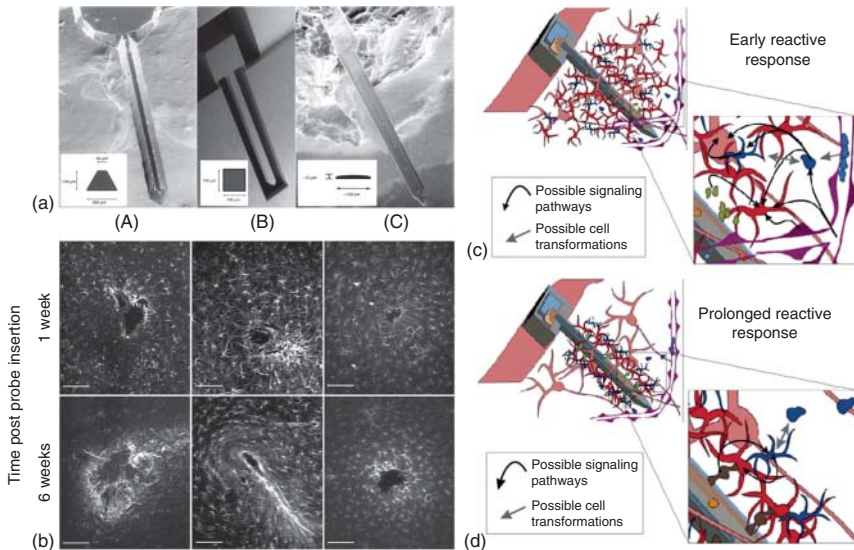 (a)
(A)
(B)
(C)
Time post probe insertion
1 week
6 weeks
(b)
Early reactive
response
Possible signaling
pathways
Possible cell
transformations
(c)
Prolonged reactive
response
Possible signaling
pathways
Possible cell
transformations
(d)